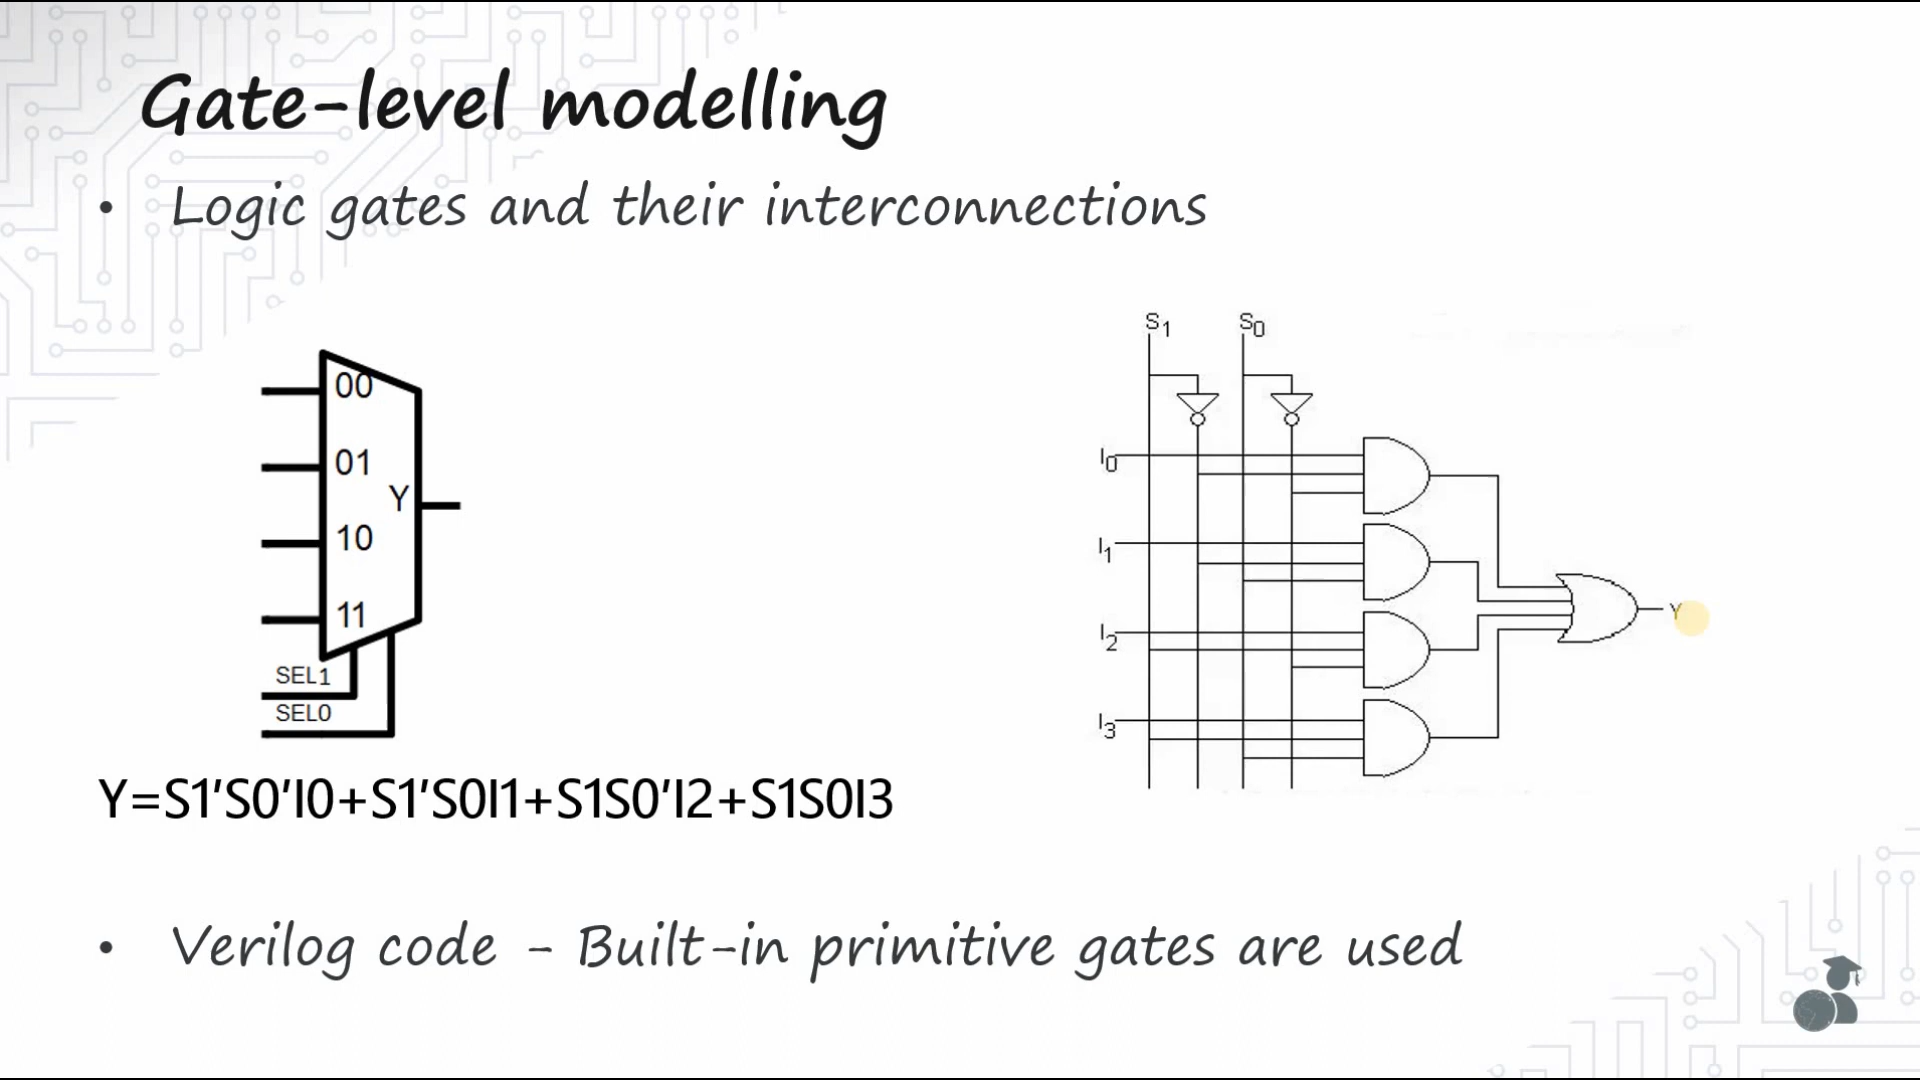 Gate-level modelling
• Logic gates and their interconnections
00
01
Y
10
11
SEL1
SEL0
S1 S0
I0
I1
I2
I3
Y
Y=S1'S0'I0+S1'S0I1+S1S0'I2+S1S0I3
• Verilog code - Built-in primitive gates are used